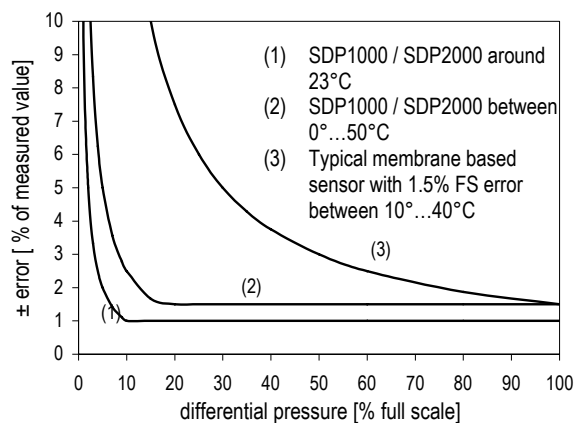 ± error [ % of measured value]
10
9
8
7
6
5
4
3
2
1
0
(1) SDP1000 / SDP2000 around
23°C
(2) SDP1000 / SDP2000 between
0°…50°C
(3) Typical membrane based
sensor with 1.5% FS error
between 10°…40°C
(3)
(2)
(1)
0 10 20 30 40 50 60 70 80 90 100
differential pressure [% full scale]